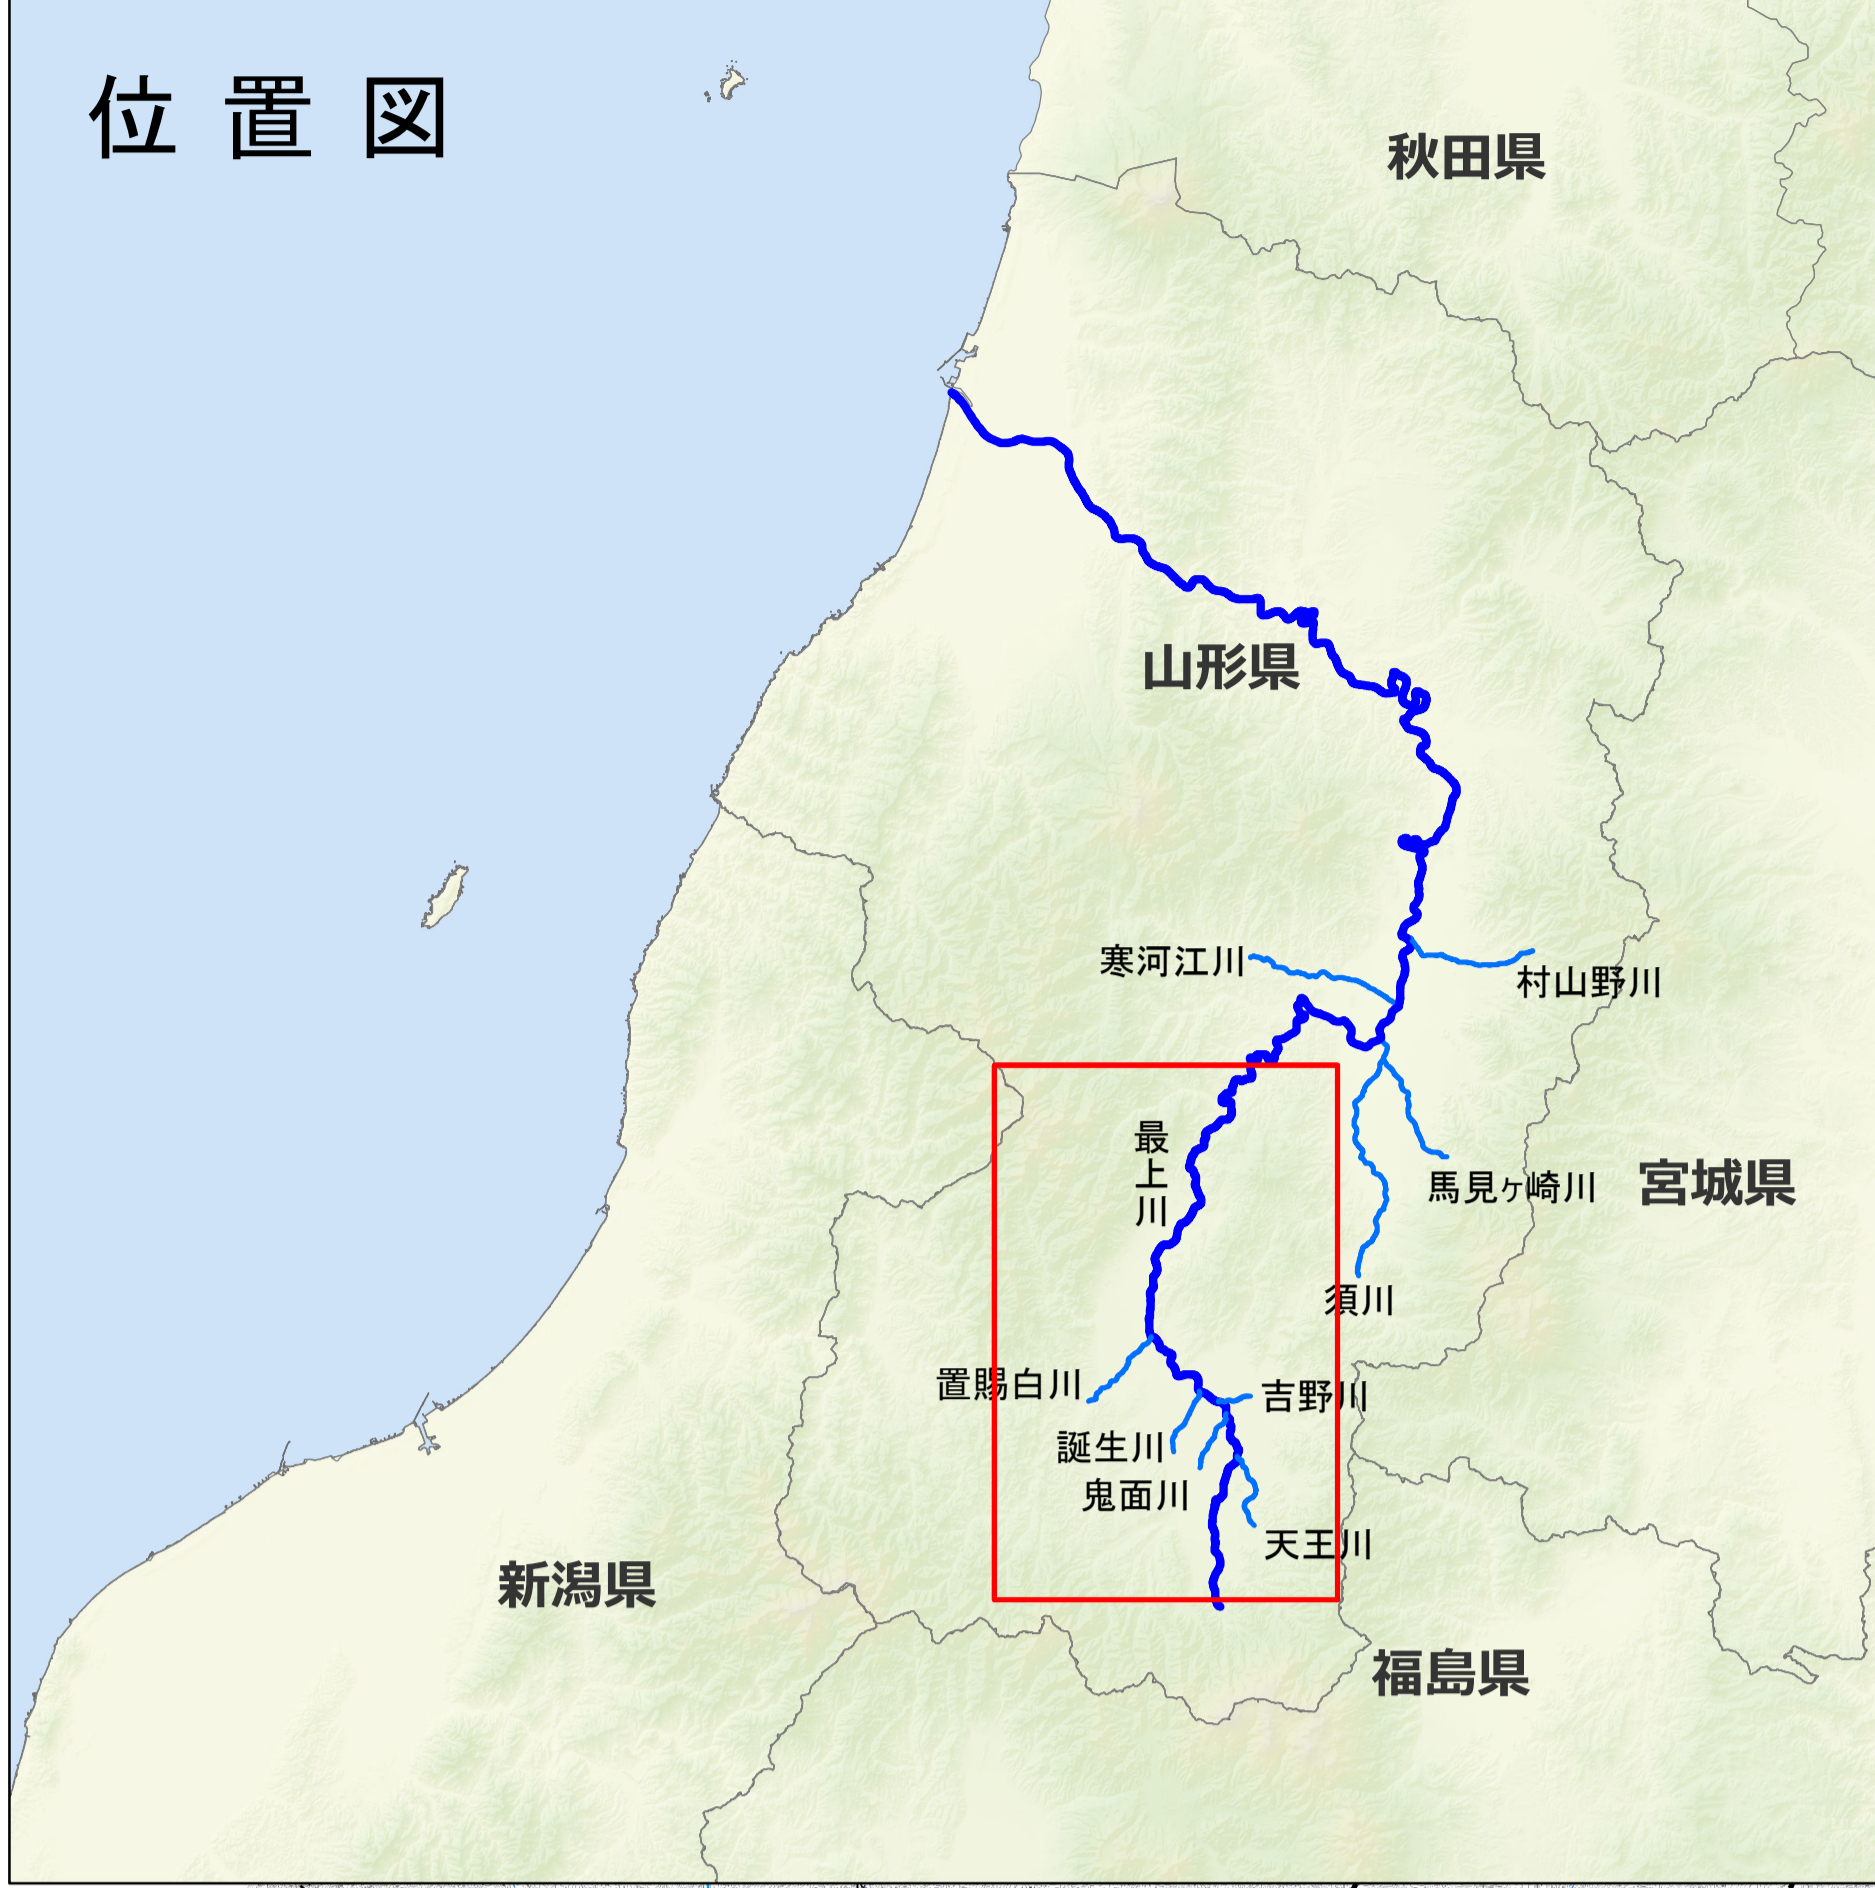 位置図
秋田県
山形県
寒河江川
村山野川
最上川
馬見ヶ崎川
宮城県
須川
置賜白川
吉野川
誕生川
鬼面川
天王川
新潟県
福島県